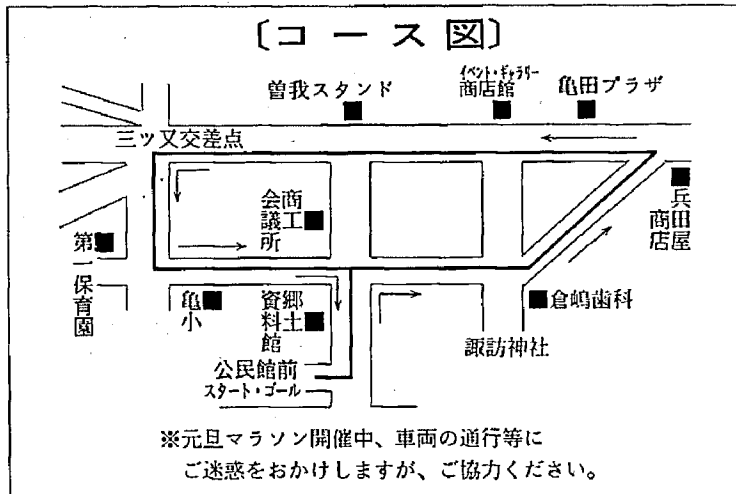 〔コース図〕
曽我スタンド
イベント・ギャラリー
商店館
亀田プラザ
三ツ又交差点
商工会議所
兵田屋商店
第一保育園
亀小
郷土資料館
倉嶋歯科
諏訪神社
公民館前
スタート・ゴール
※元旦マラソン開催中、車両の通行等に
ご迷惑をおかけしますが、ご協力ください。